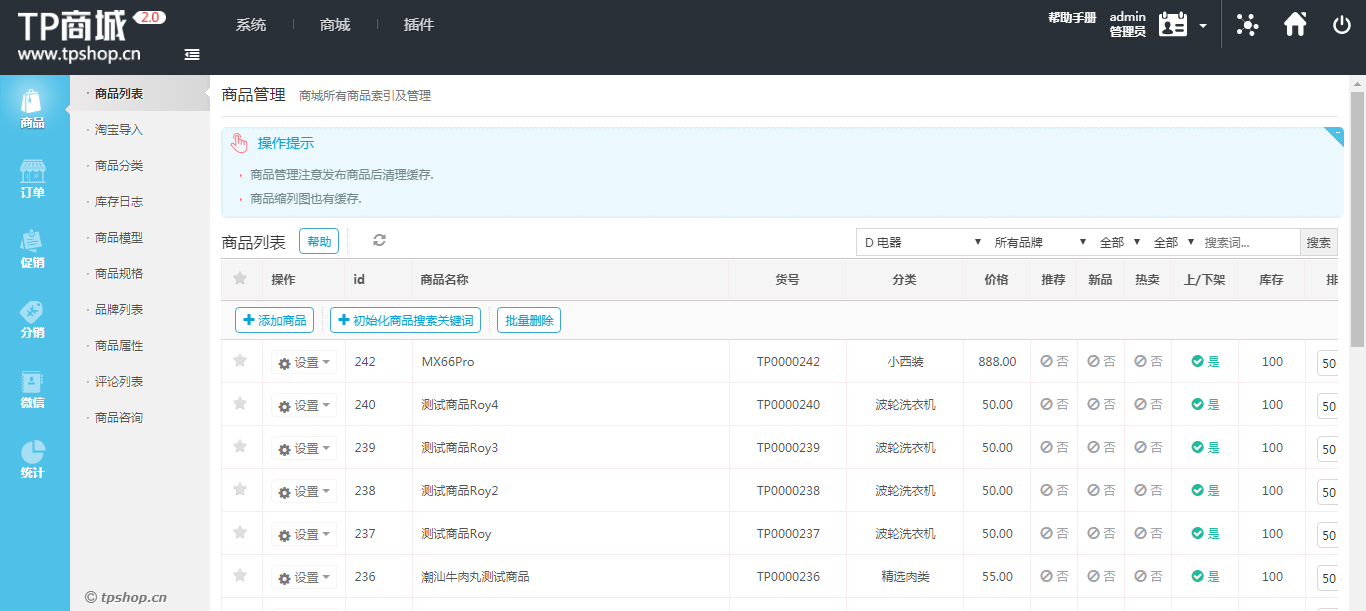 TP商城 2.0
www.tpshop.cn
系统 商城 插件
帮助手册 admin
管理员
商品
订单
促销
分销
微信
统计
· 商品列表
· 淘宝导入
· 商品分类
· 库存日志
· 商品模型
· 商品规格
· 品牌列表
· 商品属性
· 评论列表
· 商品咨询
© tpshop.cn
商品管理 商城所有商品索引及管理
操作提示
· 商品管理注意发布商品后清理缓存.
· 商品缩列图也有缓存.
商品列表 帮助 D 电器 所有品牌 全部 全部 搜索词... 搜索
操作 id 商品名称 货号 分类 价格 推荐 新品 热卖 上/下架 库存 排
添加商品 初始化商品搜索关键词 批量删除
设置 242 MX66Pro TP0000242 小西装 888.00 否 否 否 是 100 50
设置 240 测试商品Roy4 TP0000240 波轮洗衣机 50.00 否 否 否 是 100 50
设置 239 测试商品Roy3 TP0000239 波轮洗衣机 50.00 否 否 否 是 100 50
设置 238 测试商品Roy2 TP0000238 波轮洗衣机 50.00 否 否 否 是 100 50
设置 237 测试商品Roy TP0000237 波轮洗衣机 50.00 否 否 否 是 100 50
设置 236 潮汕牛肉丸测试商品 TP0000236 精选肉类 55.00 否 否 否 是 100 50